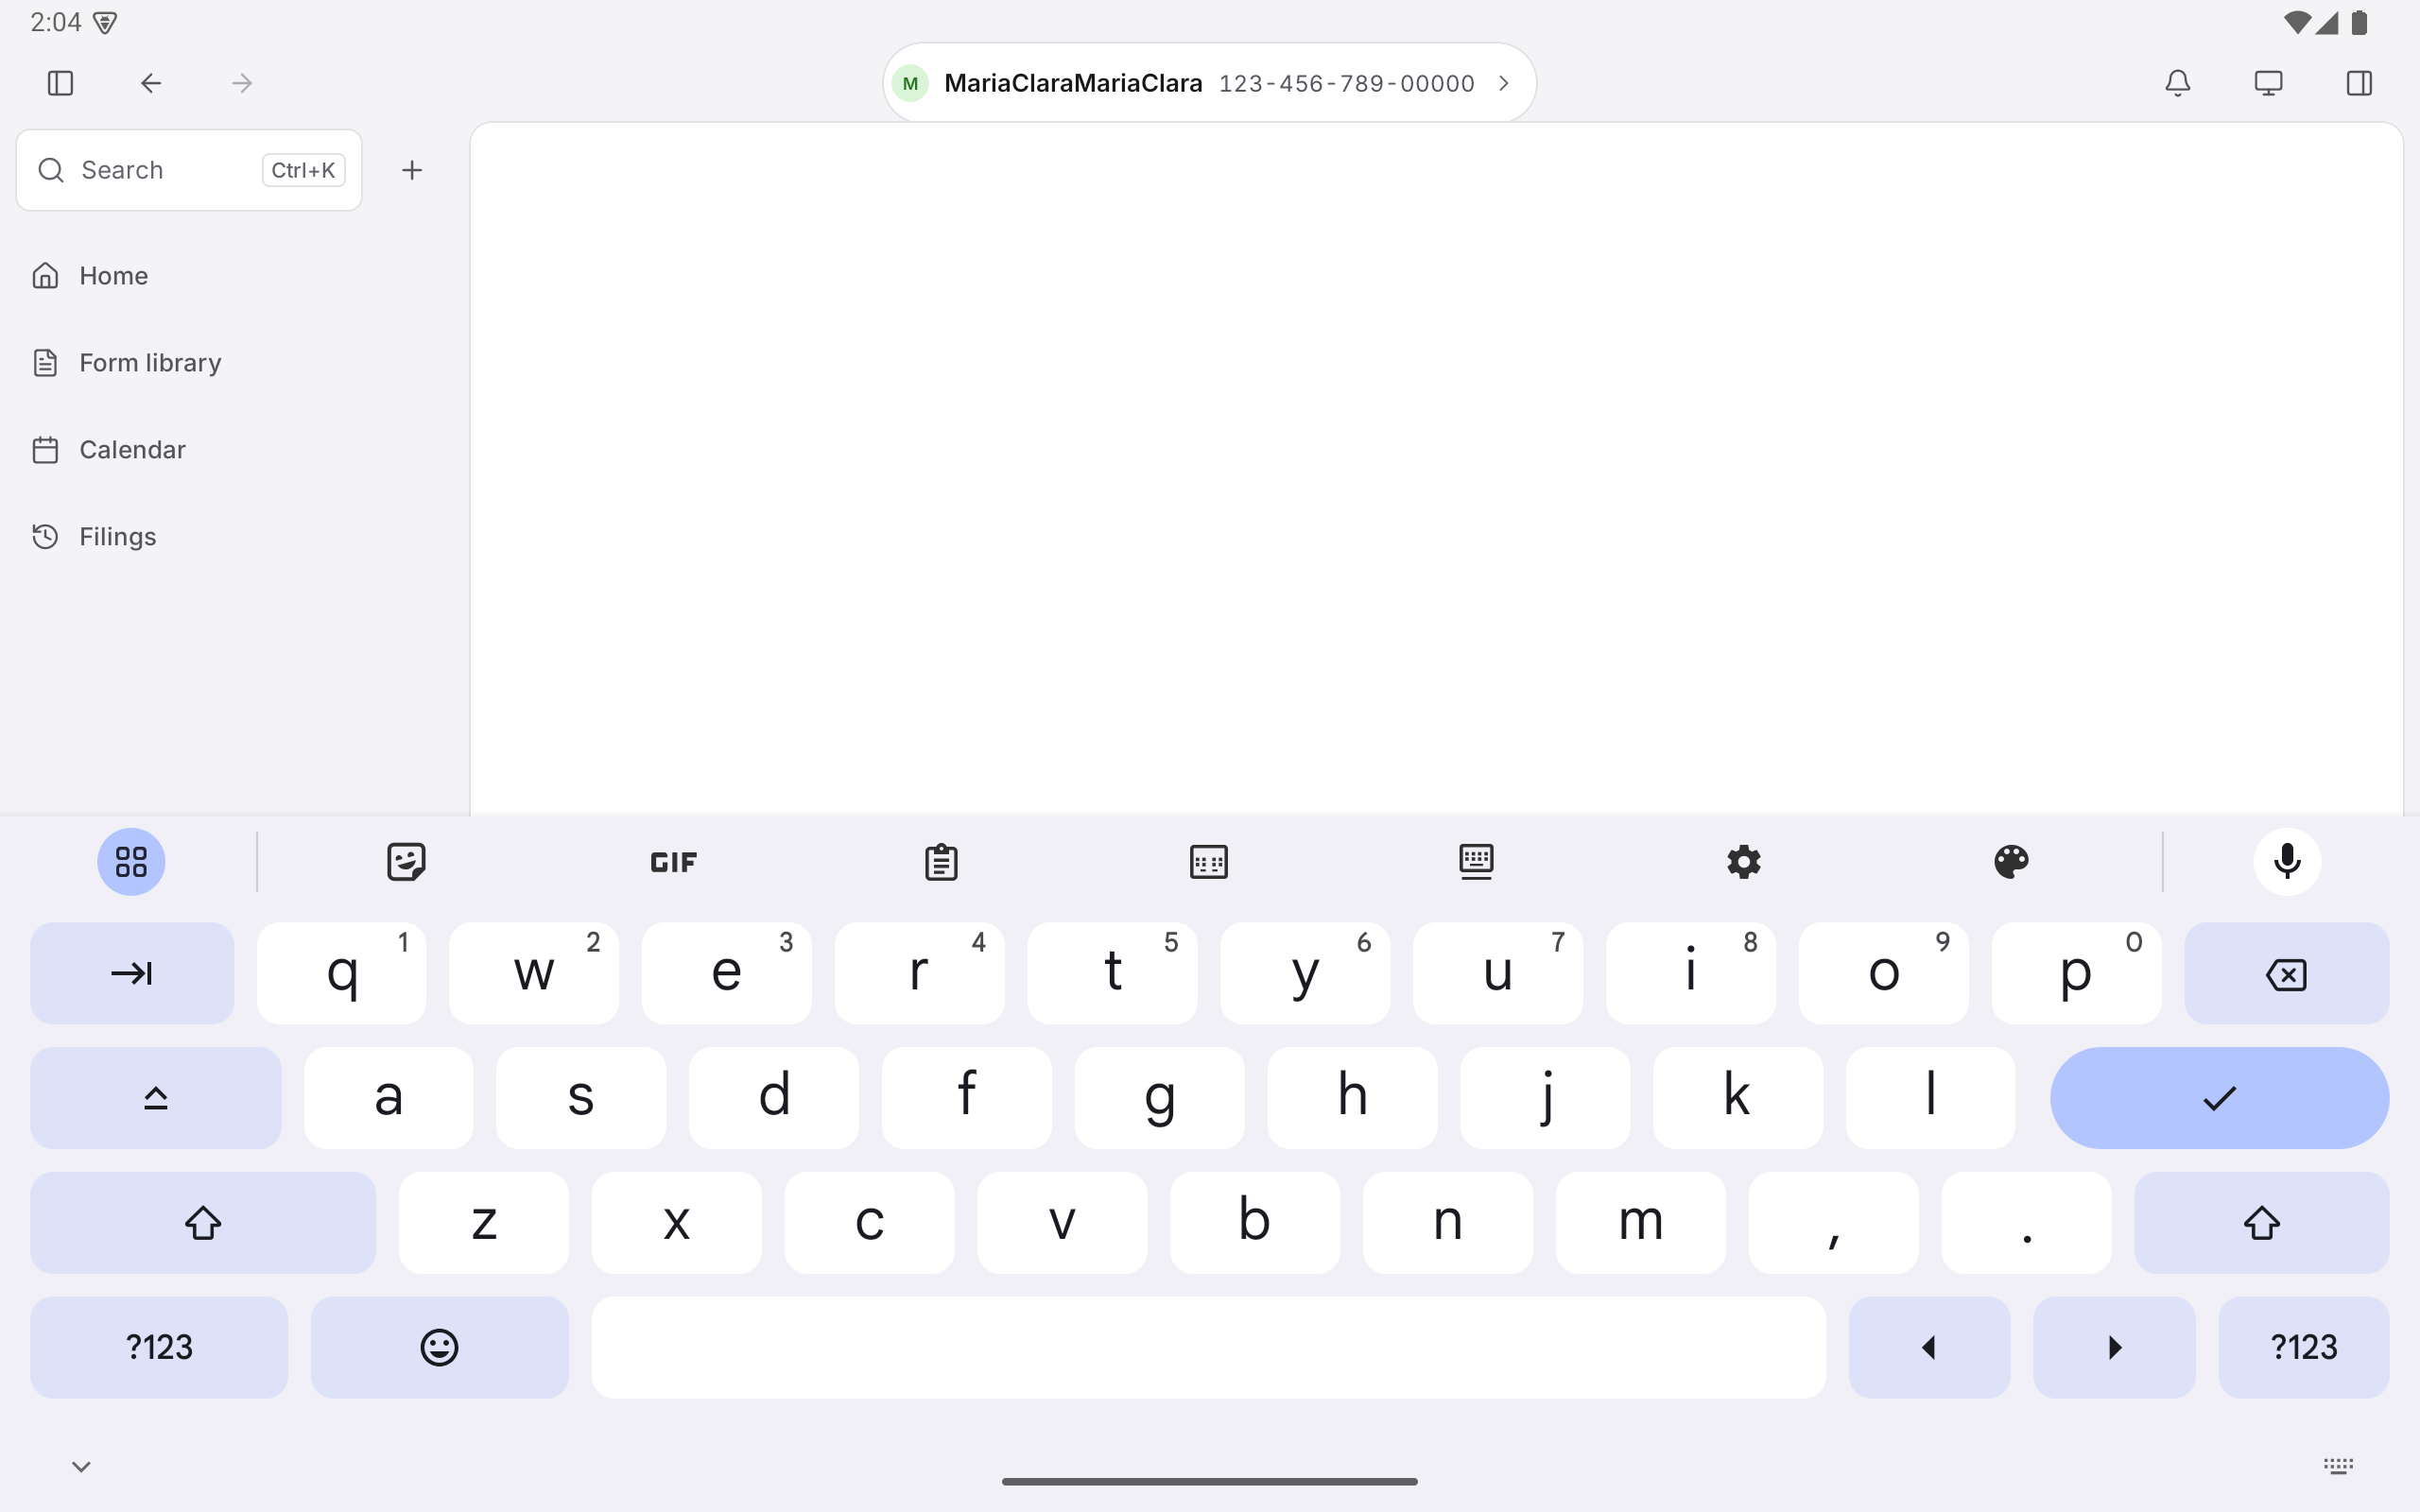 2:04
M MariaClaraMariaClara 123-456-789-00000
Search Ctrl+K
Home
Form library
Calendar
Filings
GIF
q 1 w 2 e 3 r 4 t 5 y 6 u 7 i 8 o 9 p 0
a s d f g h j k l
z x c v b n m , .
?123 ?123